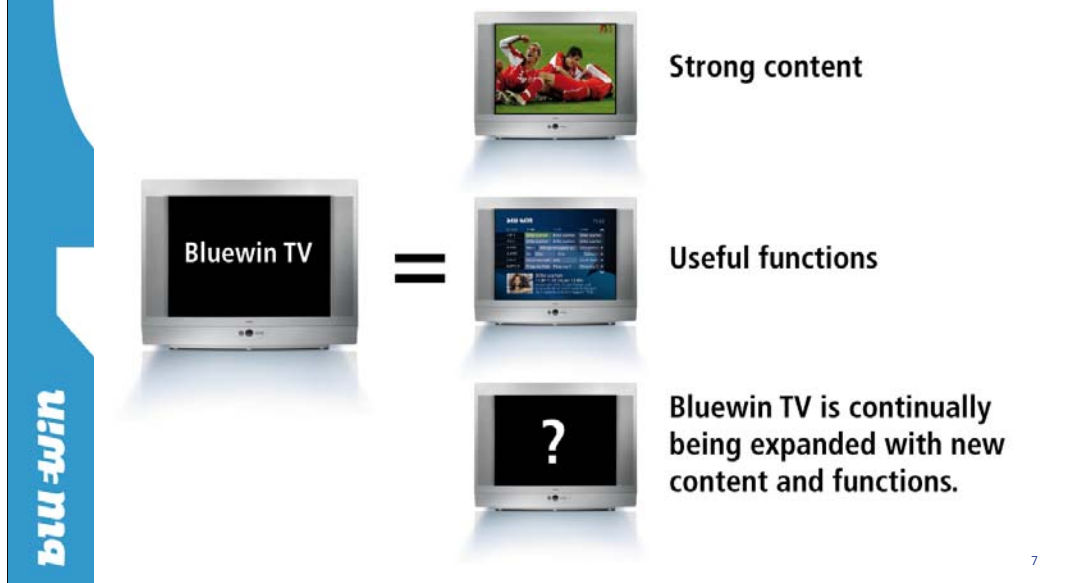 Strong content
Bluewin TV
=
Useful functions
?
Bluewin TV is continually
being expanded with new
content and functions.
bluewin
7